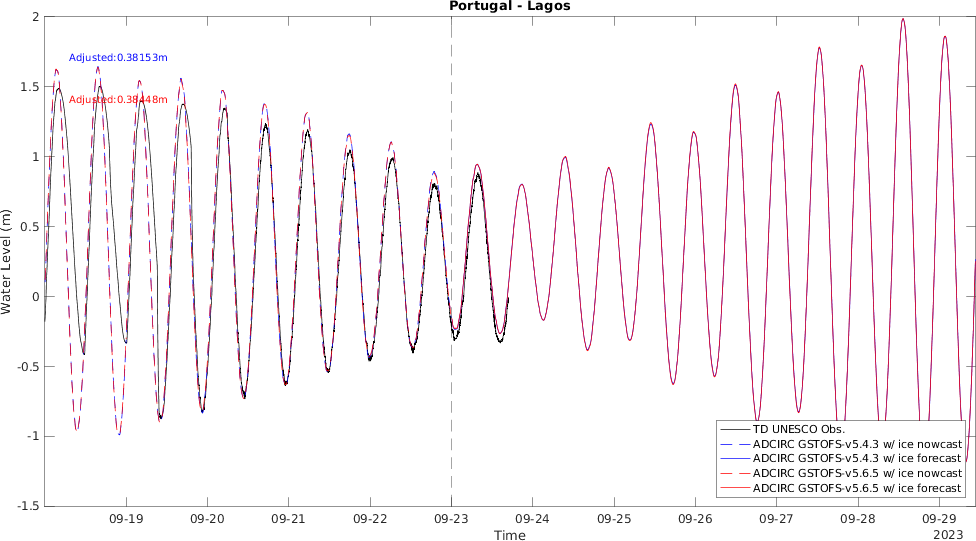 Portugal - Lagos
Adjusted:0.38153m
Adjusted:0.38448m
Water Level (m)
2
1.5
1
0.5
0
-0.5
-1
-1.5
TD UNESCO Obs.
ADCIRC GSTOFS-v5.4.3 w/ ice nowcast
ADCIRC GSTOFS-v5.4.3 w/ ice forecast
ADCIRC GSTOFS-v5.6.5 w/ ice nowcast
ADCIRC GSTOFS-v5.6.5 w/ ice forecast
09-19 09-20 09-21 09-22 09-23 09-24 09-25 09-26 09-27 09-28 09-29
Time
2023